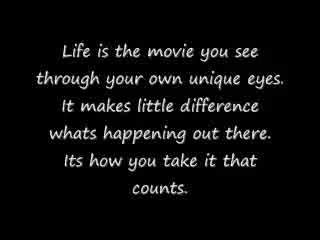 Life is the movie you see
through your own unique eyes.
It makes little difference
whats happening out there.
Its how you take it that
counts.